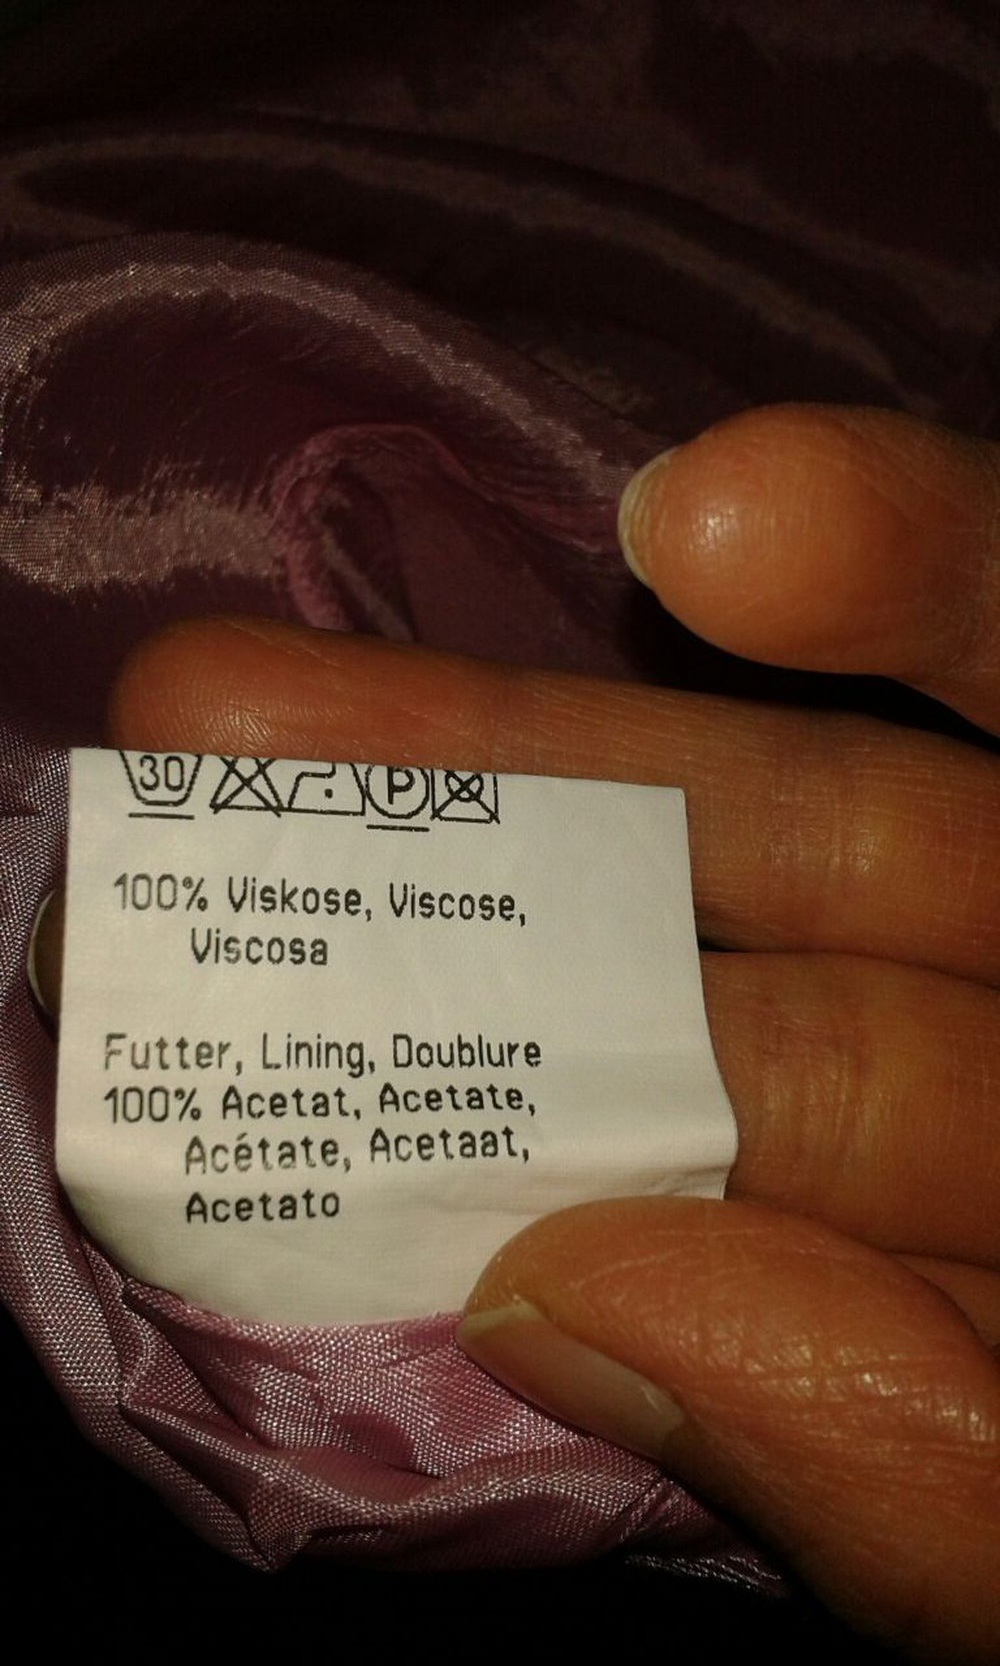 30 P
100% Viskose, Viscose,
Viscosa
Futter, Lining, Doublure
100% Acetat, Acetate,
Acétate, Acetaat,
Acetato